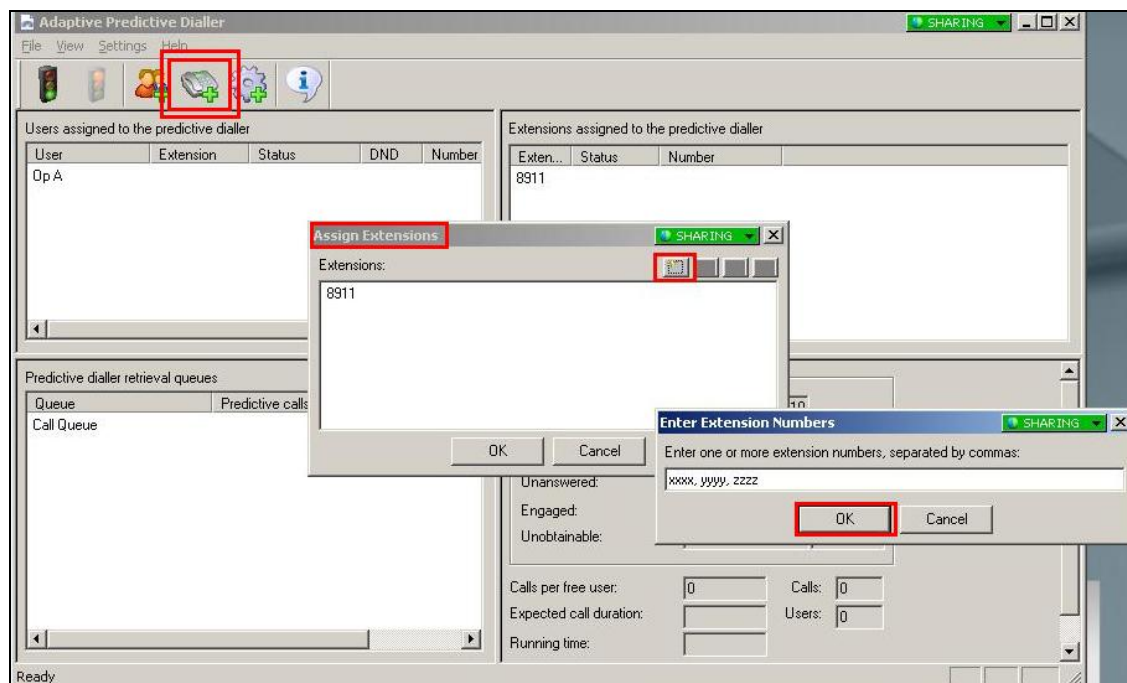 Adaptive Predictive Dialler SHARING
File View Settings Help
Users assigned to the predictive dialler
User Extension Status DND Number
Op A
Extensions assigned to the predictive dialler
Exten... Status Number
8911
Assign Extensions SHARING
Extensions:
8911
OK Cancel
Predictive dialler retrieval queues
Queue Predictive calls
Call Queue
10
Enter Extension Numbers SHARING
Enter one or more extension numbers, separated by commas:
xxxx, yyyy, zzzz
OK Cancel
Unanswered:
Engaged:
Unobtainable:
Calls per free user: 0 Calls: 0
Expected call duration: Users: 0
Running time:
Ready